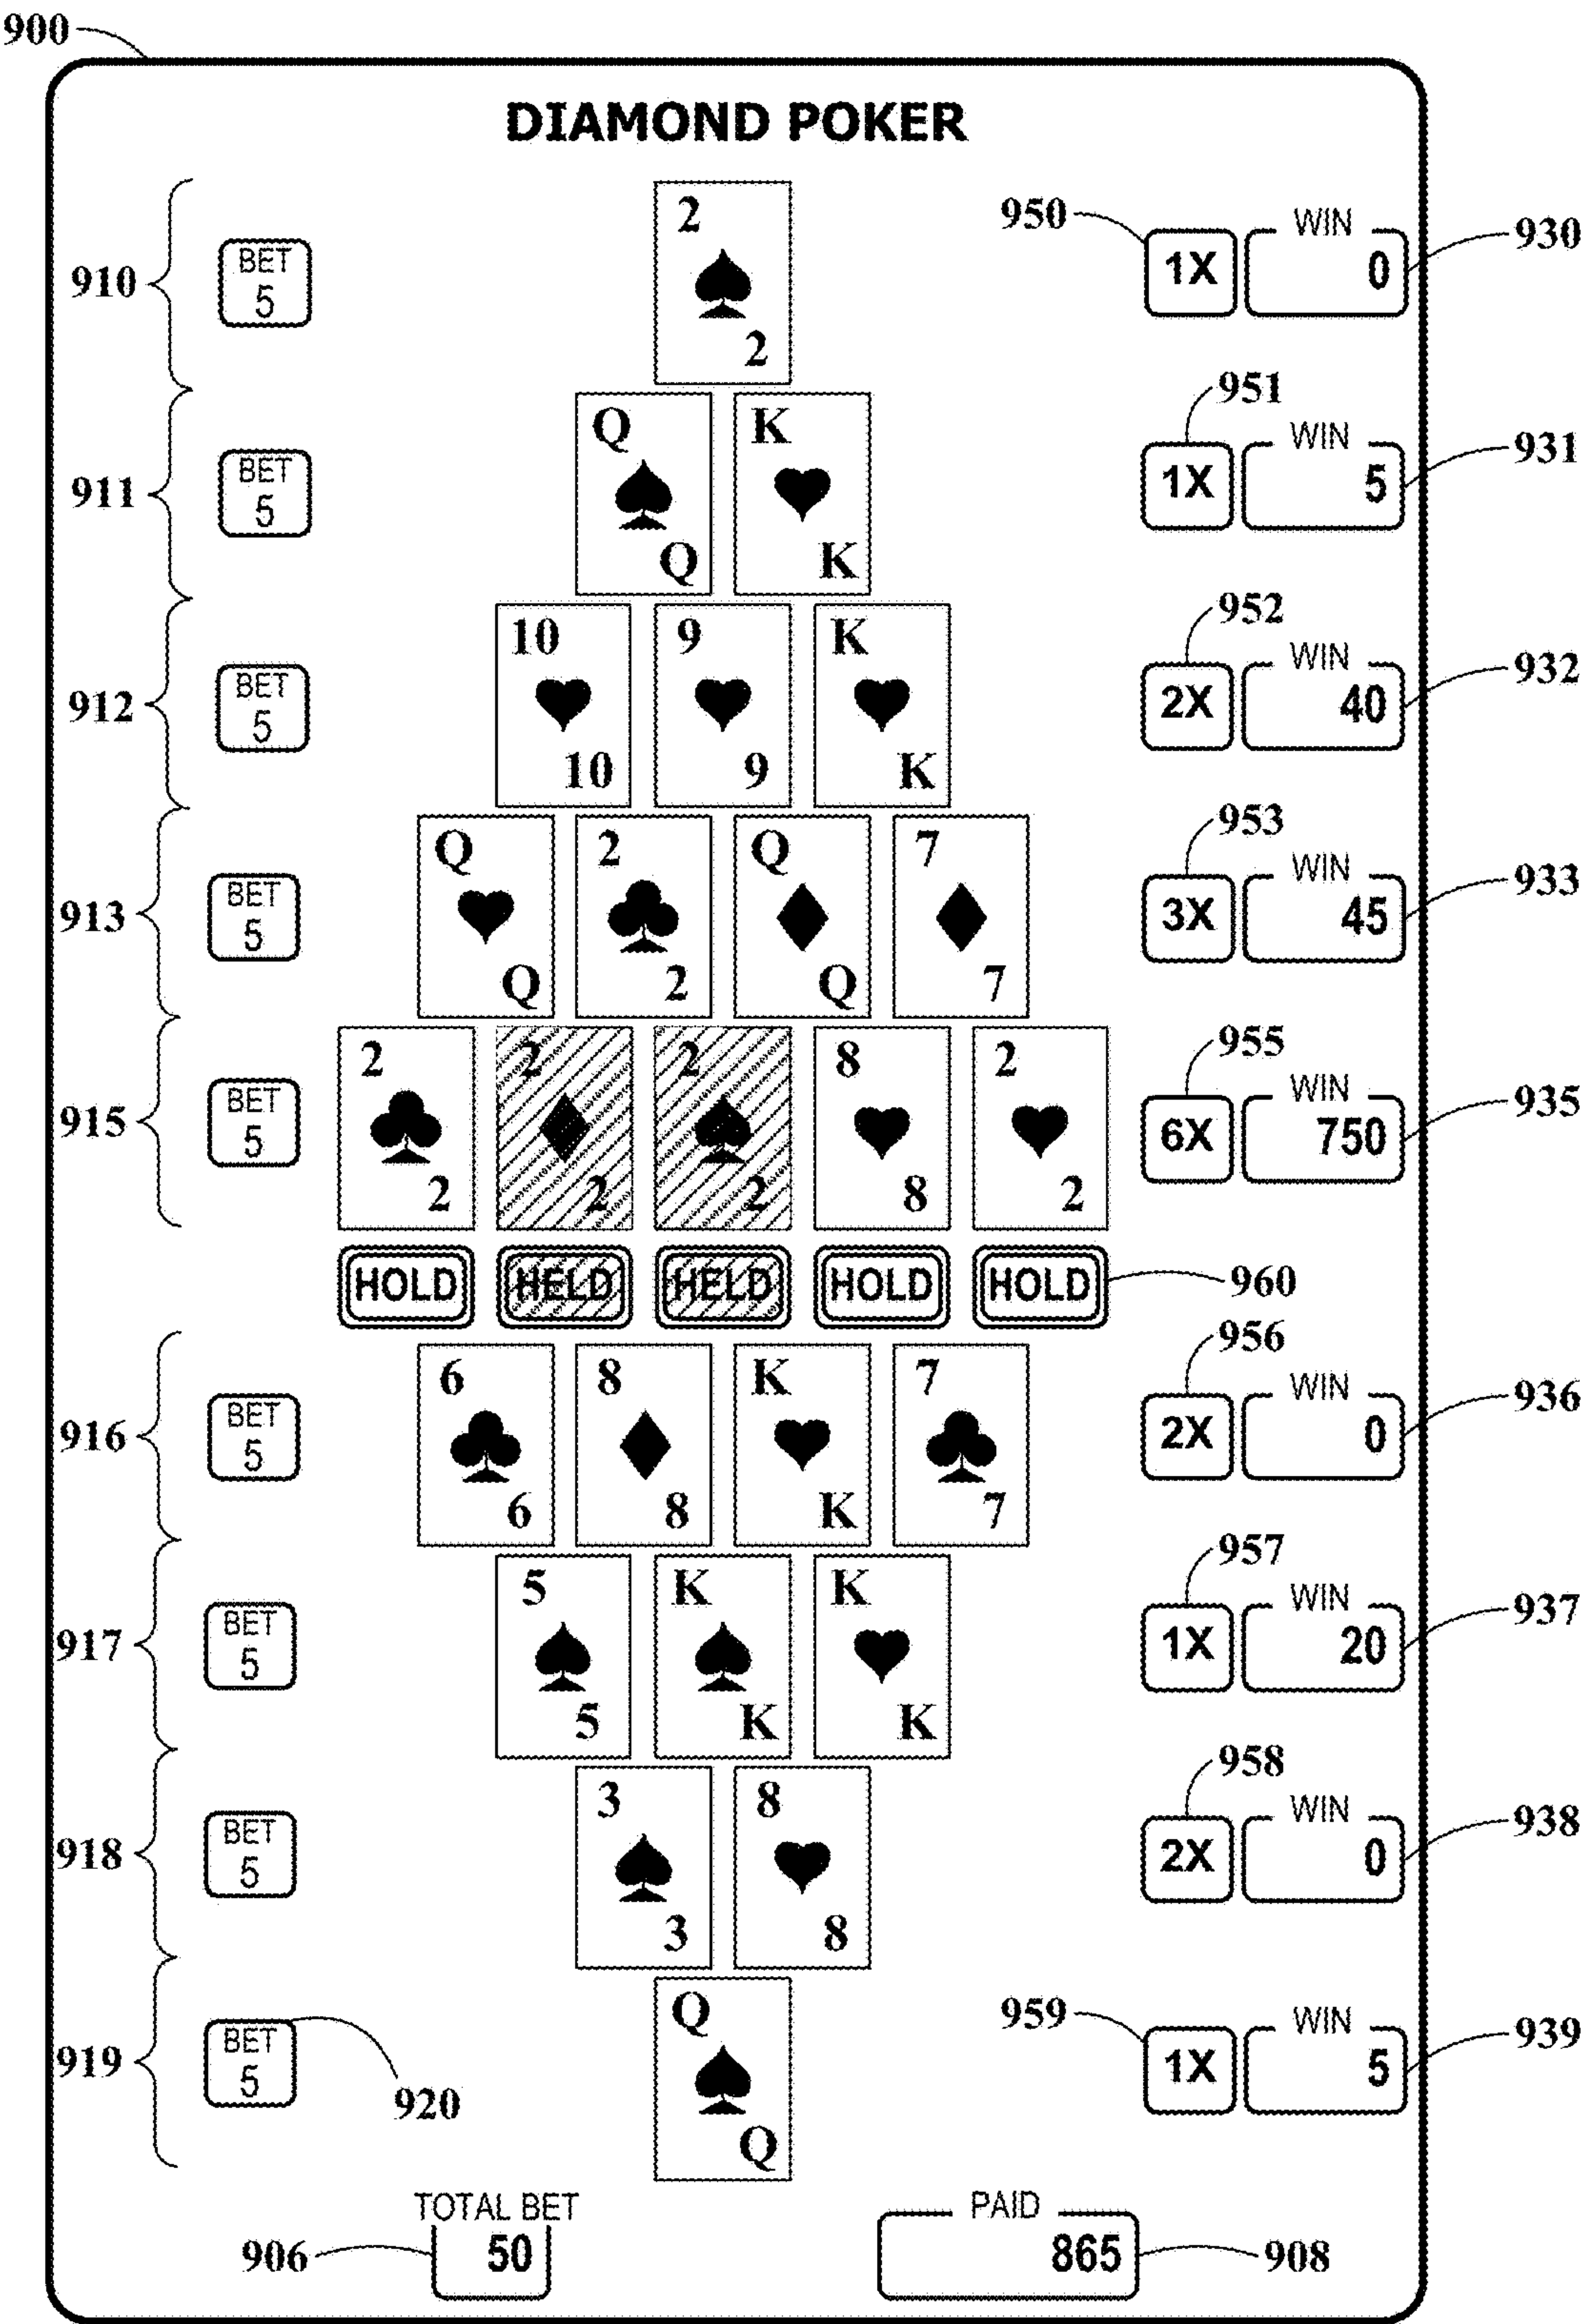 900
DIAMOND POKER
2
2
910
BET
5
950
1X
WIN
0
930
Q
Q
K
K
911
BET
5
951
1X
WIN
5
931
10
10
9
9
K
K
912
BET
5
952
2X
WIN
40
932
Q
Q
2
2
Q
Q
7
7
913
BET
5
953
3X
WIN
45
933
2
2
2
2
2
2
8
8
2
2
915
BET
5
955
6X
WIN
750
935
HOLD HELD HELD HOLD HOLD
960
6
6
8
8
K
K
7
7
916
BET
5
956
2X
WIN
0
936
5
5
K
K
K
K
917
BET
5
957
1X
WIN
20
937
3
3
8
8
918
BET
5
958
2X
WIN
0
938
Q
Q
919
BET
5
920
959
1X
WIN
5
939
TOTAL BET
50
906
PAID
865
908